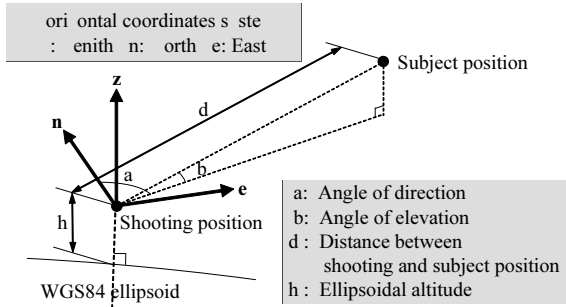 ori ontal coordinates s ste
: enith n: orth e: East
Subject position
z
d
n
a
b
e
h
Shooting position
WGS84 ellipsoid
a: Angle of direction
b: Angle of elevation
d : Distance between
shooting and subject position
h : Ellipsoidal altitude